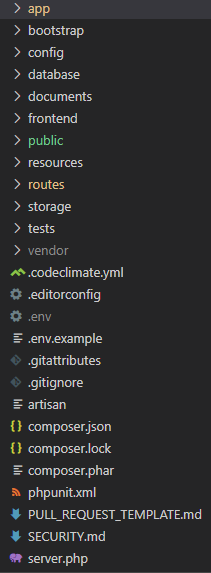 app
bootstrap
config
database
documents
frontend
public
resources
routes
storage
tests
vendor
.codeclimate.yml
.editorconfig
.env
.env.example
.gitattributes
.gitignore
artisan
composer.json
composer.lock
composer.phar
phpunit.xml
PULL_REQUEST_TEMPLATE.md
SECURITY.md
server.php